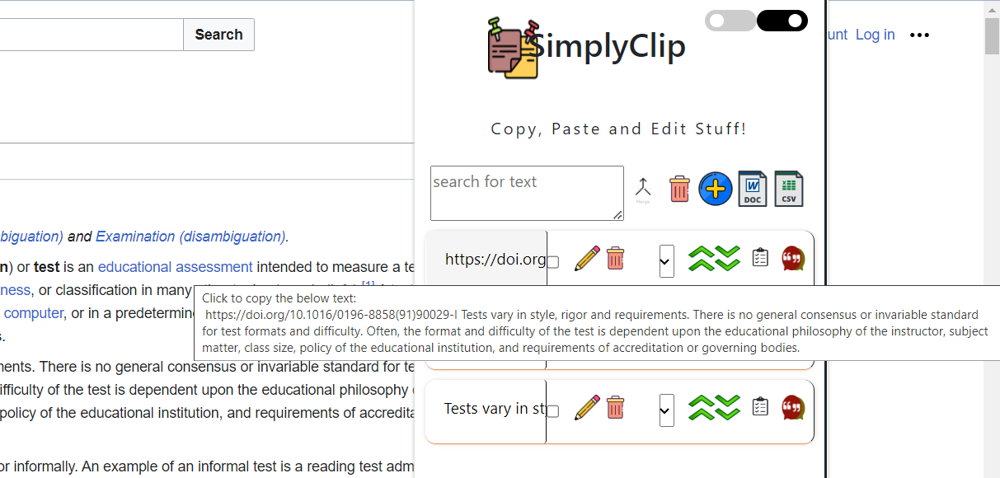 Search
SimplyClip
unt Log in
Copy, Paste and Edit Stuff!
search for text
Merge
DOC
CSV
biguation) and Examination (disambiguation).
n) or test is an educational assessment intended to measure a te
ness, or classification in many
[1]
computer, or in a predetermin
s.
https://doi.org
Click to copy the below text:
https://doi.org/10.1016/0196-8858(91)90029-I Tests vary in style, rigor and requirements. There is no general consensus or invariable standard
for test formats and difficulty. Often, the format and difficulty of the test is dependent upon the educational philosophy of the instructor, subject
matter, class size, policy of the educational institution, and requirements of accreditation or governing bodies.
nents. There is no general consensus or invariable standard for te
ifficulty of the test is dependent upon the educational philosophy
policy of the educational institution, and requirements of accredita
Tests vary in st
or informally. An example of an informal test is a reading test adm